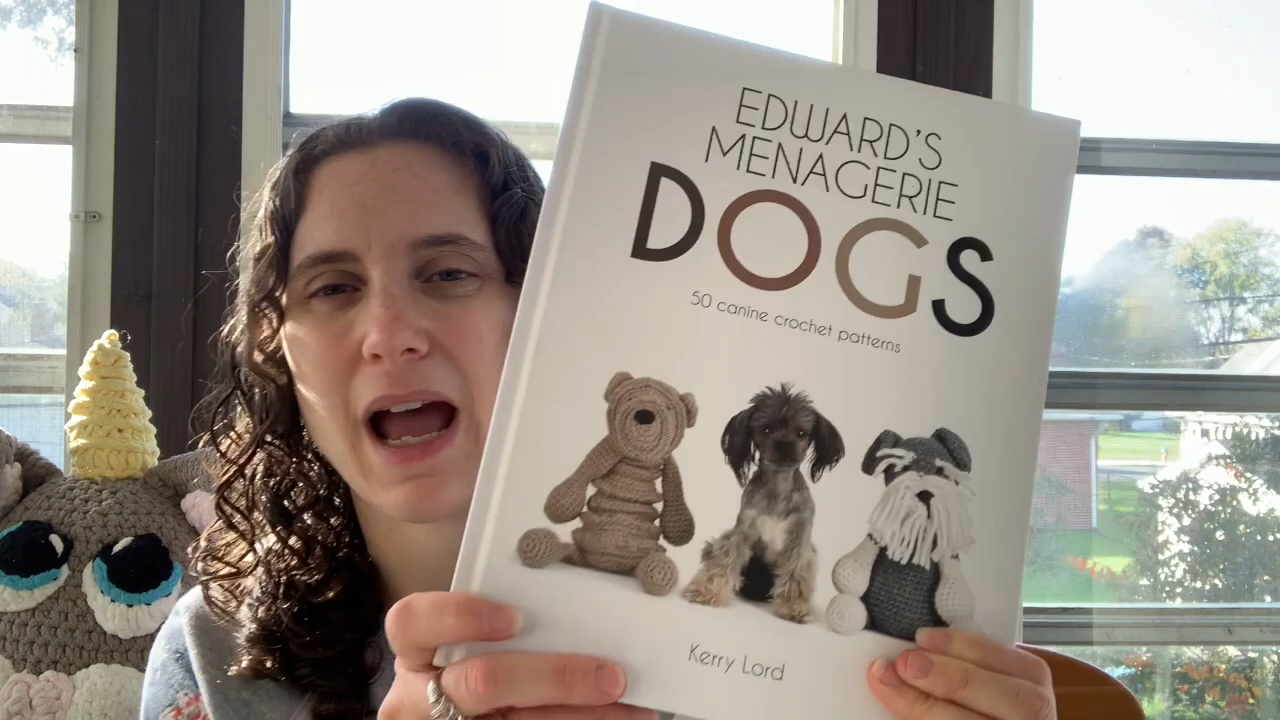 EDWARD'S
MENAGERIE
DOGS
50 canine crochet patterns
Kerry Lord